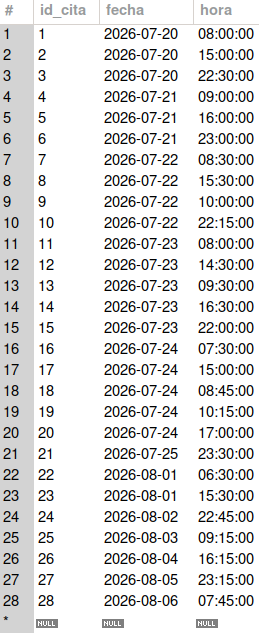 # id_cita fecha hora
1 1 2026-07-20 08:00:00
2 2 2026-07-20 15:00:00
3 3 2026-07-20 22:30:00
4 4 2026-07-21 09:00:00
5 5 2026-07-21 16:00:00
6 6 2026-07-21 23:00:00
7 7 2026-07-22 08:30:00
8 8 2026-07-22 15:30:00
9 9 2026-07-22 10:00:00
10 10 2026-07-22 22:15:00
11 11 2026-07-23 08:00:00
12 12 2026-07-23 14:30:00
13 13 2026-07-23 09:30:00
14 14 2026-07-23 16:30:00
15 15 2026-07-23 22:00:00
16 16 2026-07-24 07:30:00
17 17 2026-07-24 15:00:00
18 18 2026-07-24 08:45:00
19 19 2026-07-24 10:15:00
20 20 2026-07-24 17:00:00
21 21 2026-07-25 23:30:00
22 22 2026-08-01 06:30:00
23 23 2026-08-01 15:30:00
24 24 2026-08-02 22:45:00
25 25 2026-08-03 09:15:00
26 26 2026-08-04 16:15:00
27 27 2026-08-05 23:15:00
28 28 2026-08-06 07:45:00
* NULL NULL NULL